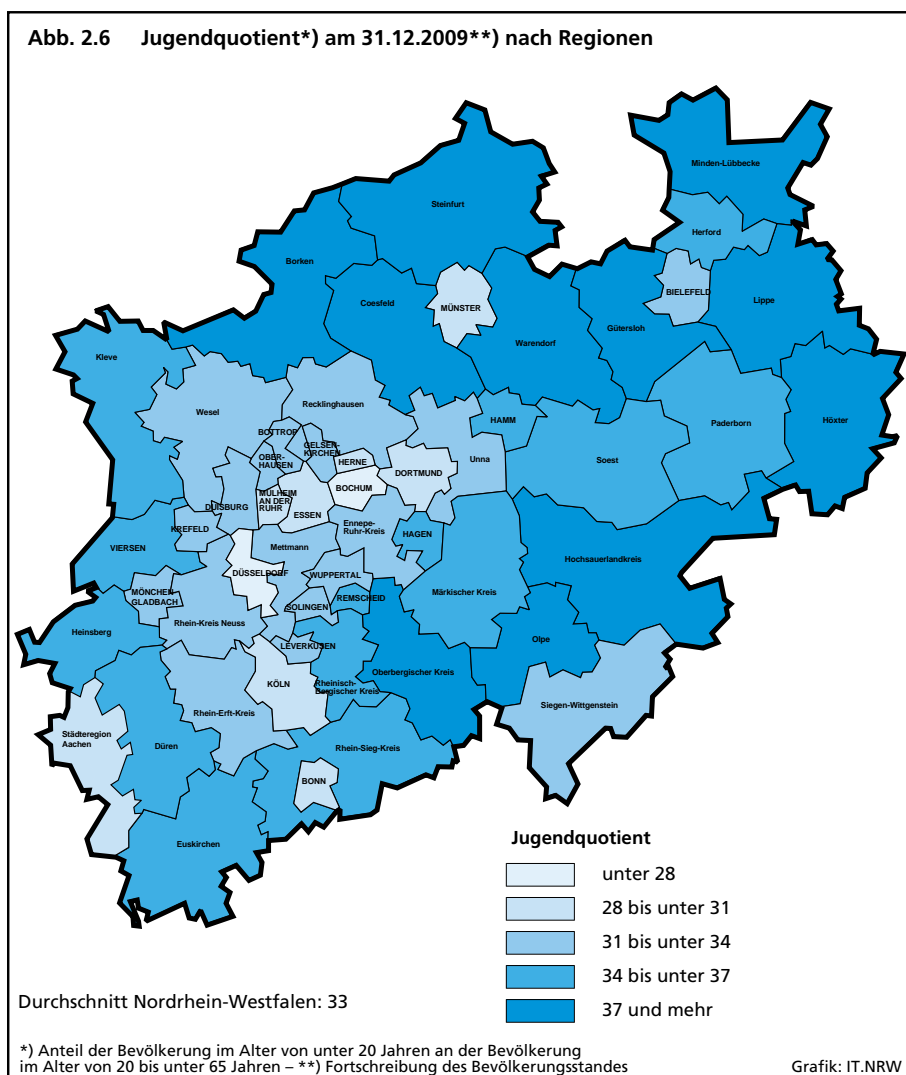 Abb. 2.6 Jugendquotient*) am 31.12.2009**) nach Regionen
Minden-Lübbecke
Steinfurt
Herford
Borken
BIELEFELD
Lippe
Coesfeld
MÜNSTER
Gütersloh
Warendorf
Kleve
Recklinghausen
Wesel
HAMM
Paderborn
Höxter
BOTTROP
GELSEN-
KIRCHEN
OBER-
HAUSEN
HERNE
DORTMUND
Unna
Soest
BOCHUM
MÜLHEIM
AN DER
RUHR
DUISBURG
ESSEN
KREFELD
Ennepe-
Ruhr-Kreis
HAGEN
VIERSEN
Mettmann
Hochsauerlandkreis
DÜSSELDORF
WUPPERTAL
MÖNCHEN
GLADBACH
SOLINGEN
REMSCHEID
Märkischer Kreis
Rhein-Kreis Neuss
Heinsberg
LEVERKUSEN
Olpe
KÖLN
Rheinisch-
Bergischer Kreis
Oberbergischer Kreis
Rhein-Erft-Kreis
Siegen-Wittgenstein
Städteregion
Aachen
Düren
Rhein-Sieg-Kreis
BONN
Euskirchen
Jugendquotient
unter 28
28 bis unter 31
31 bis unter 34
34 bis unter 37
37 und mehr
Durchschnitt Nordrhein-Westfalen: 33
*) Anteil der Bevölkerung im Alter von unter 20 Jahren an der Bevölkerung
im Alter von 20 bis unter 65 Jahren – **) Fortschreibung des Bevölkerungsstandes Grafik: IT.NRW